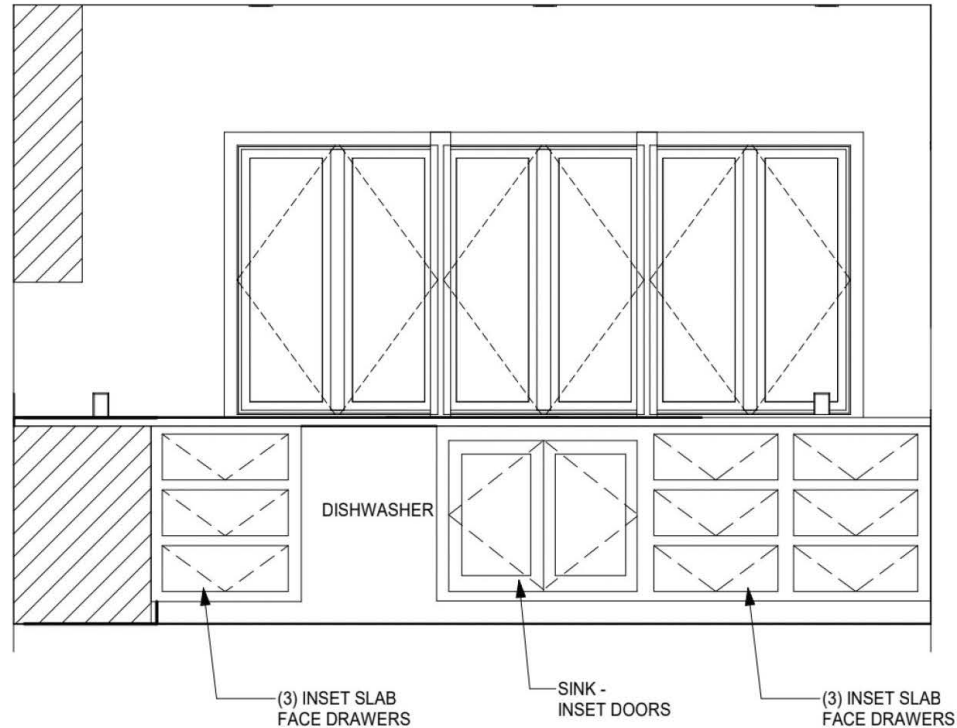 DISHWASHER
(3) INSET SLAB
FACE DRAWERS
SINK -
INSET DOORS
(3) INSET SLAB
FACE DRAWERS